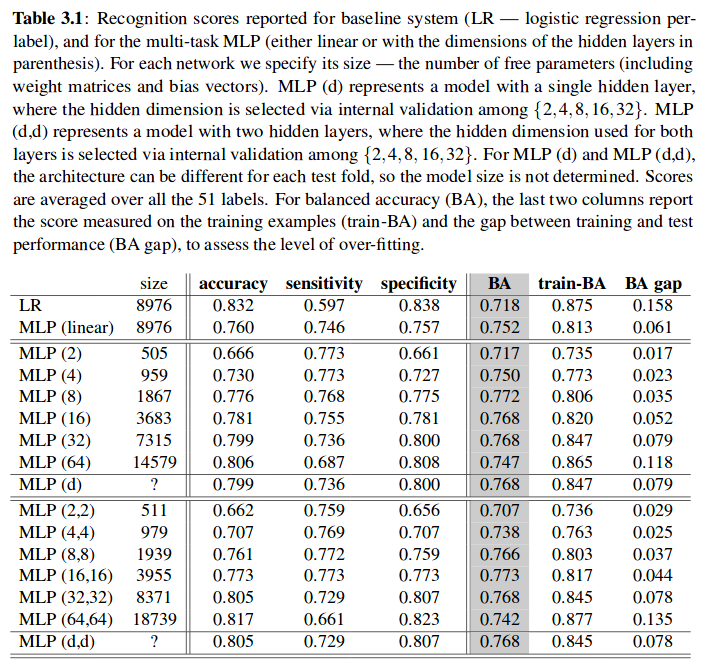 Table 3.1: Recognition scores reported for baseline system (LR — logistic regression per-
label), and for the multi-task MLP (either linear or with the dimensions of the hidden layers in
parenthesis). For each network we specify its size — the number of free parameters (including
weight matrices and bias vectors). MLP (d) represents a model with a single hidden layer,
where the hidden dimension is selected via internal validation among {2,4,8,16,32}. MLP
(d,d) represents a model with two hidden layers, where the hidden dimension used for both
layers is selected via internal validation among {2,4,8, 16,32}. For MLP (d) and MLP (d,d),
the architecture can be different for each test fold, so the model size is not determined. Scores
are averaged over all the 51 labels. For balanced accuracy (BA), the last two columns report
the score measured on the training examples (train-BA) and the gap between training and test
performance (BA gap), to assess the level of over-fitting.
size accuracy sensitivity specificity BA train-BA BA gap
LR 8976 0.832 0.597 0.838 0.718 0.875 0.158
MLP (linear) 8976 0.760 0.746 0.757 0.752 0.813 0.061
MLP (2) 505 0.666 0.773 0.661 0.717 0.735 0.017
MLP (4) 959 0.730 0.773 0.727 0.750 0.773 0.023
MLP (8) 1867 0.776 0.768 0.775 0.772 0.806 0.035
MLP (16) 3683 0.781 0.755 0.781 0.768 0.820 0.052
MLP (32) 7315 0.799 0.736 0.800 0.768 0.847 0.079
MLP (64) 14579 0.806 0.687 0.808 0.747 0.865 0.118
MLP (d) ? 0.799 0.736 0.800 0.768 0.847 0.079
MLP (2,2) 511 0.662 0.759 0.656 0.707 0.736 0.029
MLP (4,4) 979 0.707 0.769 0.707 0.738 0.763 0.025
MLP (8,8) 1939 0.761 0.772 0.759 0.766 0.803 0.037
MLP (16,16) 3955 0.773 0.773 0.773 0.773 0.817 0.044
MLP (32,32) 8371 0.805 0.729 0.807 0.768 0.845 0.078
MLP (64,64) 18739 0.817 0.661 0.823 0.742 0.877 0.135
MLP (d,d) ? 0.805 0.729 0.807 0.768 0.845 0.078